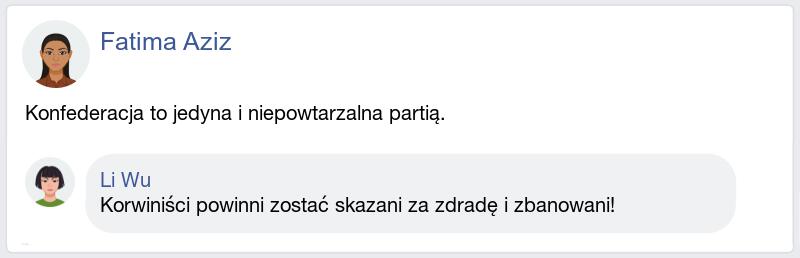 Fatima Aziz
Konfederacja to jedyna i niepowtarzalna partią.
Li Wu
Korwiniści powinni zostać skazani za zdradę i zbanowani!